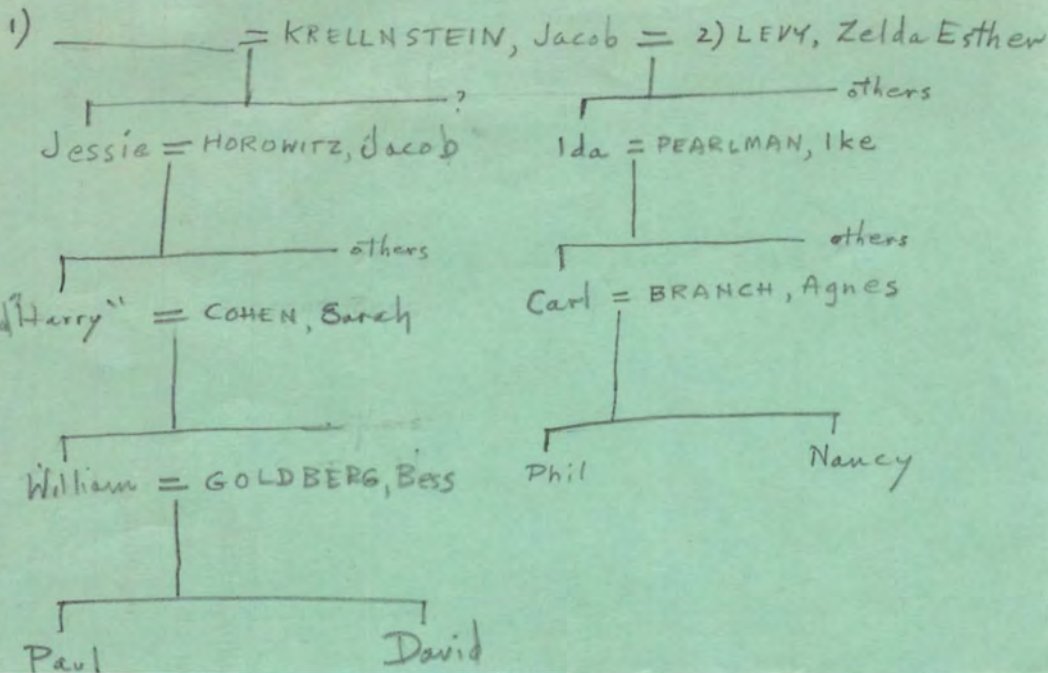 1) = KRELLNSTEIN, Jacob = 2) LEVY, Zelda Esther
? others
Jessie = HOROWITZ, Jacob Ida = PEARLMAN, Ike
others others
"Harry" = COHEN, Sarah Carl = BRANCH, Agnes
William = GOLDBERG, Bess Phil Nancy
Paul David